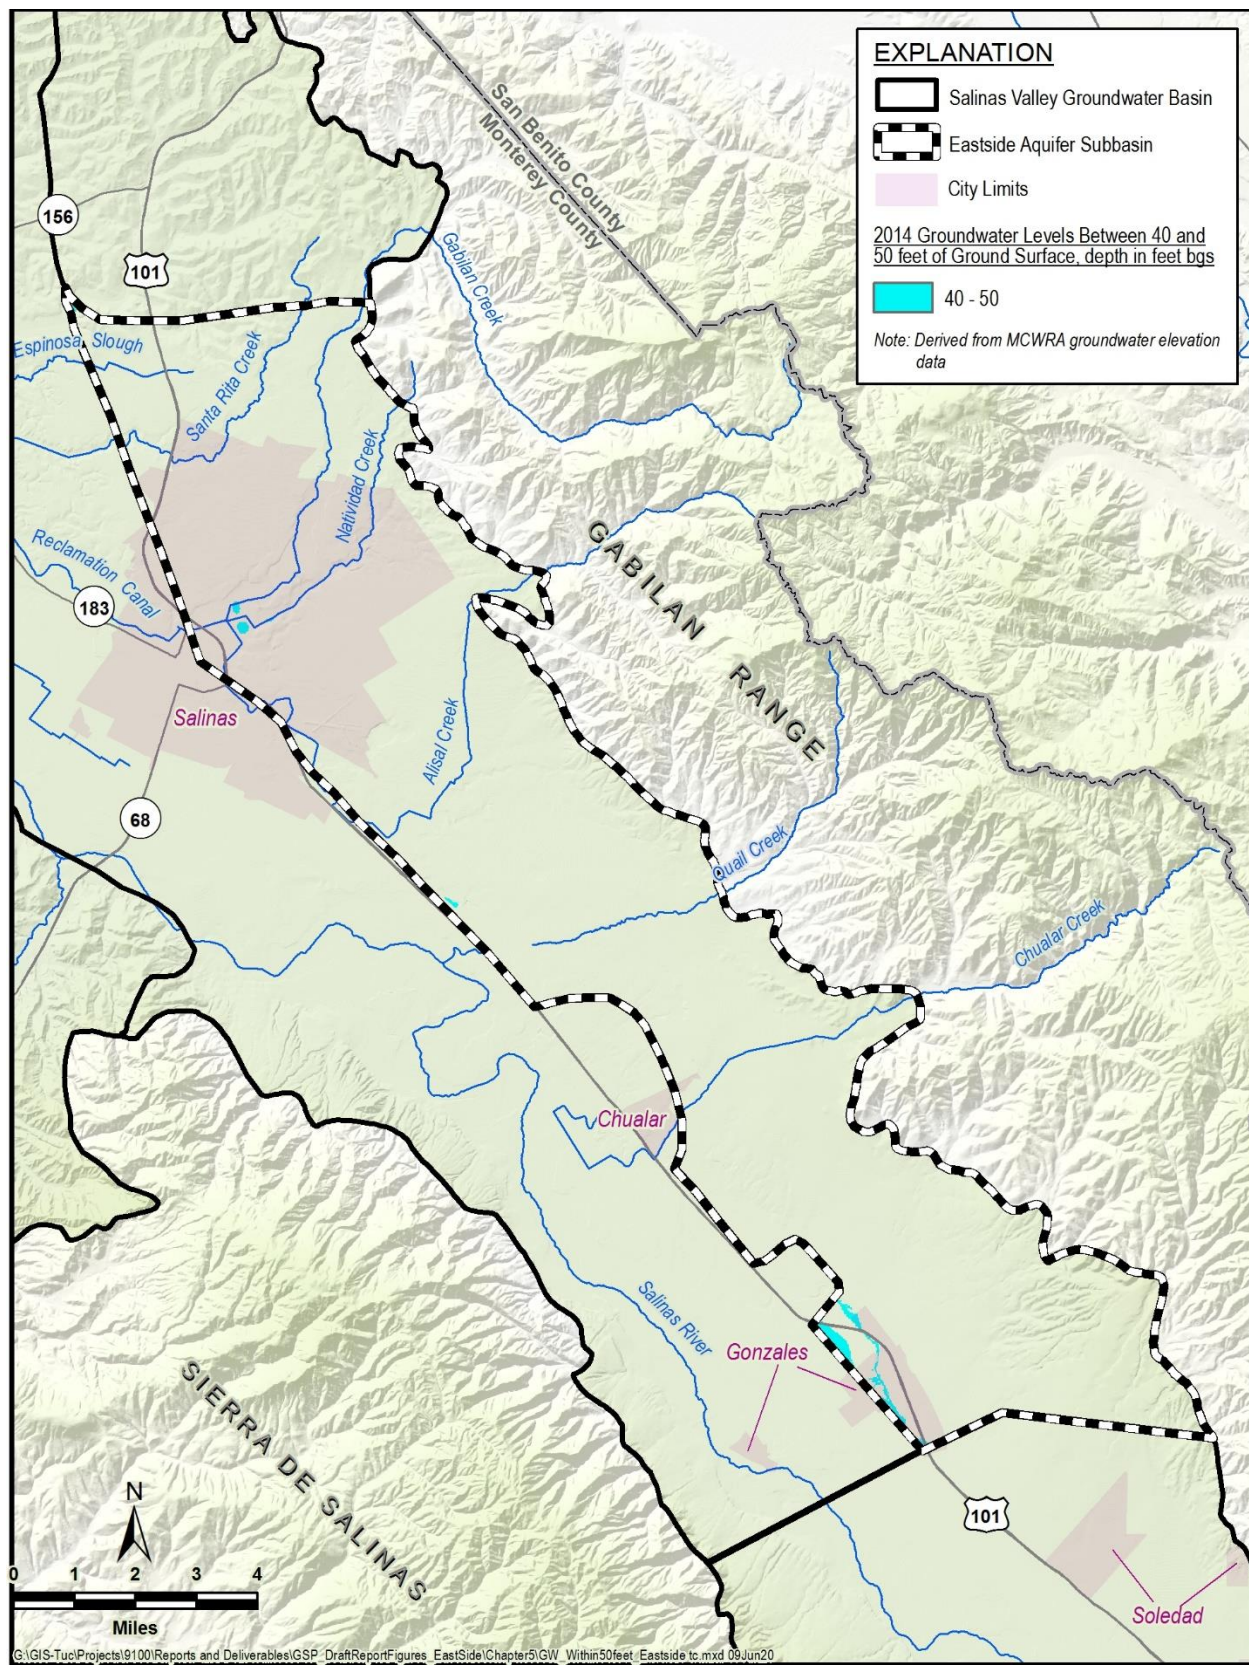 EXPLANATION
Salinas Valley Groundwater Basin
Eastside Aquifer Subbasin
City Limits
2014 Groundwater Levels Between 40 and
50 feet of Ground Surface, depth in feet bgs
40 - 50
Note: Derived from MCWRA groundwater elevation
data
San Benito County
Monterey County
156
101
Gabilan Creek
Espinosa Slough
Santa Rita Creek
Natividad Creek
Reclamation Canal
183
GABILAN RANGE
Salinas
Alisal Creek
68
Quail Creek
Chualar Creek
Chualar
Salinas River
Gonzales
SIERRA DE SALINAS
101
Soledad
N
0 1 2 3 4
Miles
G:\GIS-Tuc\Projects\9100\Reports and Deliverables\GSP_DraftReportFigures_EastSide\Chapter5\GW_Within50feet_Eastside tc.mxd 09Jun20